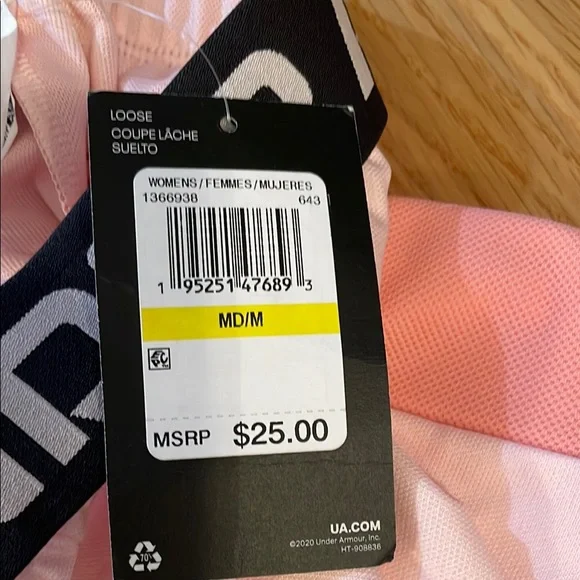 LOOSE
COUPE LÂCHE
SUELTO
WOMENS/FEMMES/MUJERES
1366938 643
1 95251 47689 3
MD/M
MSRP $25.00
UA.COM
©2020 Under Armour, Inc.
HT-908836
70%